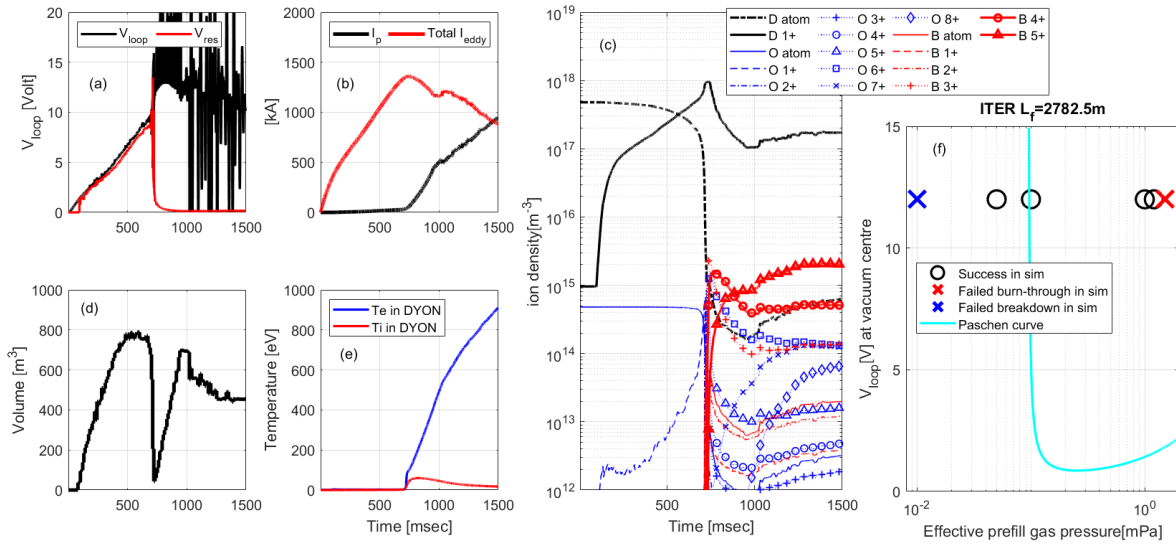 V_loop V_res
(a)
V_loop [Volt]
20
15
10
5
0
500 1000 1500
I_p Total I_eddy
(b)
[kA]
2000
1500
1000
500
0
500 1000 1500
(c)
D atom
D 1+
O atom
O 1+
O 2+
O 3+
O 4+
O 5+
O 6+
O 7+
O 8+
B atom
B 1+
B 2+
B 3+
B 4+
B 5+
ion density[m^-3]
10^19
10^18
10^17
10^16
10^15
10^14
10^13
10^12
500 1000 1500
Time [msec]
(d)
Volume [m^3]
1000
800
600
400
200
0
500 1000 1500
Te in DYON
Ti in DYON
(e)
Temperature [eV]
1000
800
600
400
200
0
500 1000 1500
Time [msec]
ITER L_f=2782.5m
(f)
V_loop[V] at vacuum centre
15
10
5
0
Success in sim
Failed burn-through in sim
Failed breakdown in sim
Paschen curve
10^-2 10^0
Effective prefill gas pressure[mPa]